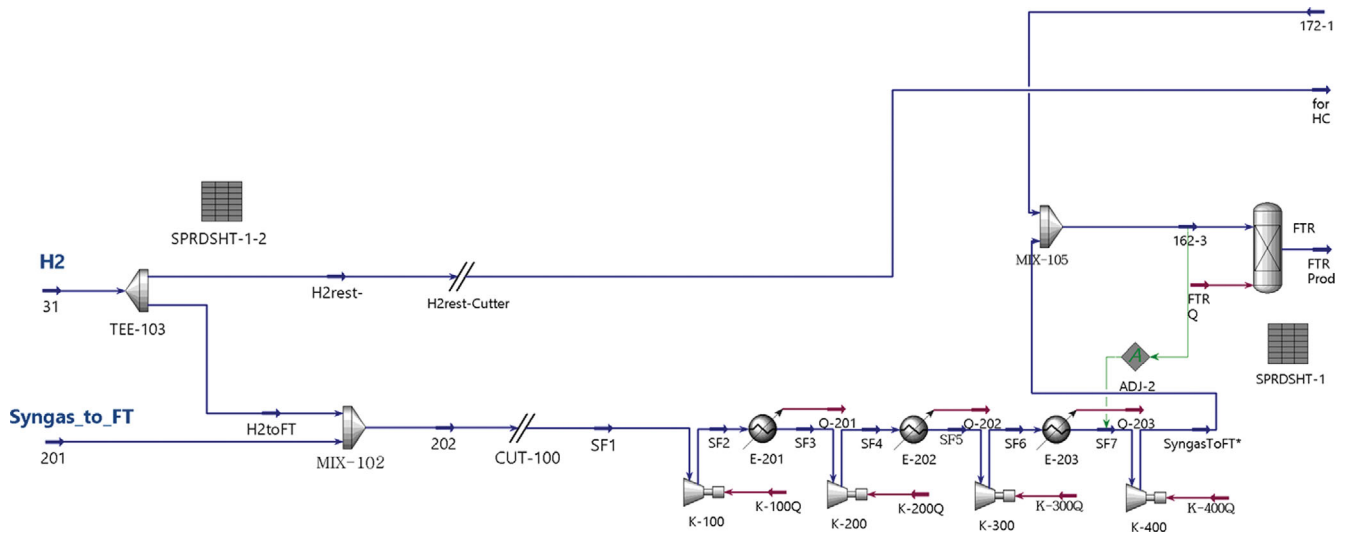 172-1
for
HC
SPRDSHT-1-2
H2
31
TEE-103
H2rest-
H2rest-Cutter
MIX-105
162-3
FTR
FTR
Prod
FTR
Q
A
ADJ-2
SPRDSHT-1
Syngas_to_FT
201
H2toFT
MIX-102
202
CUT-100
SF1
SF2
E-201
Q-201
SF3
SF4
E-202
Q-202
SF5
SF6
E-203
Q-203
SF7
SyngasToFT*
K-100
K-100Q
K-200
K-200Q
K-300
K-300Q
K-400
K-400Q